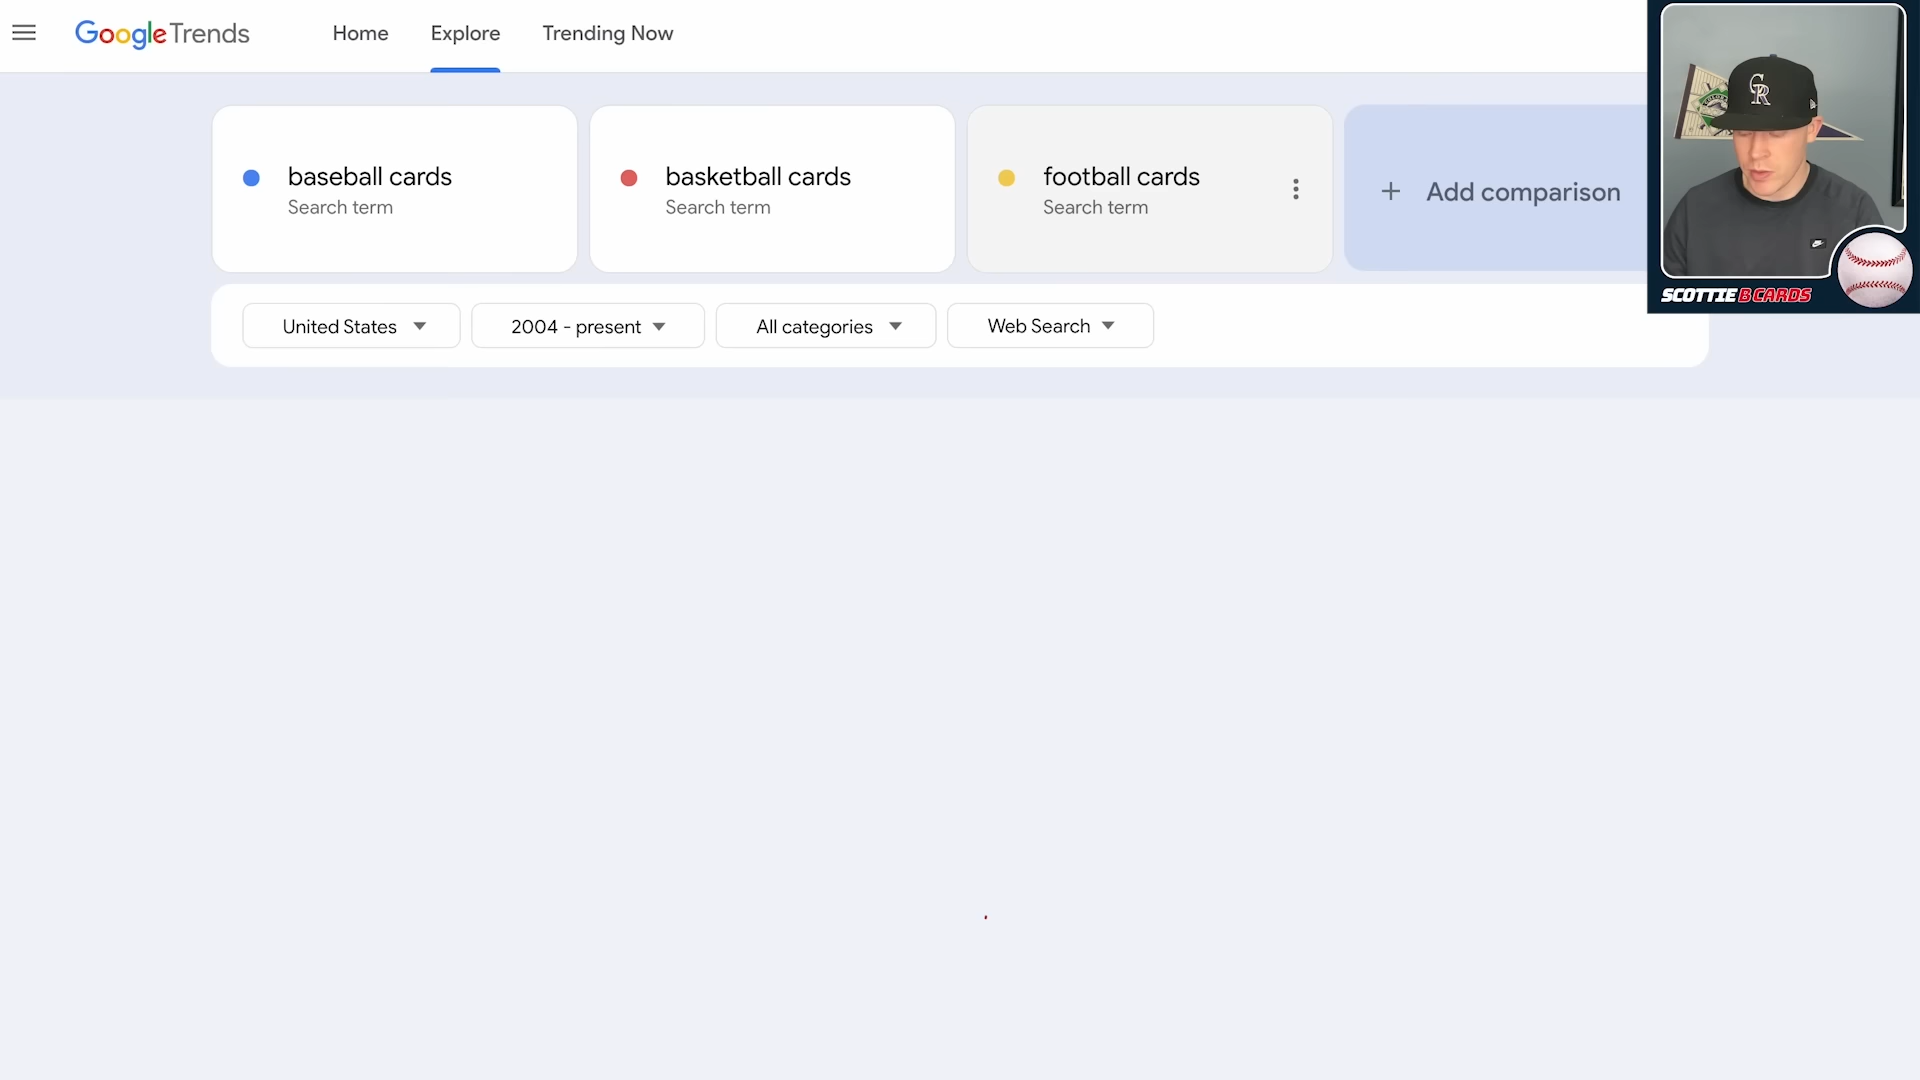 Google Trends
Home
Explore
Trending Now
baseball cards
Search term
basketball cards
Search term
football cards
Search term
+ Add comparison
United States
2004 - present
All categories
Web Search
CR
SCOTTIE B CARDS